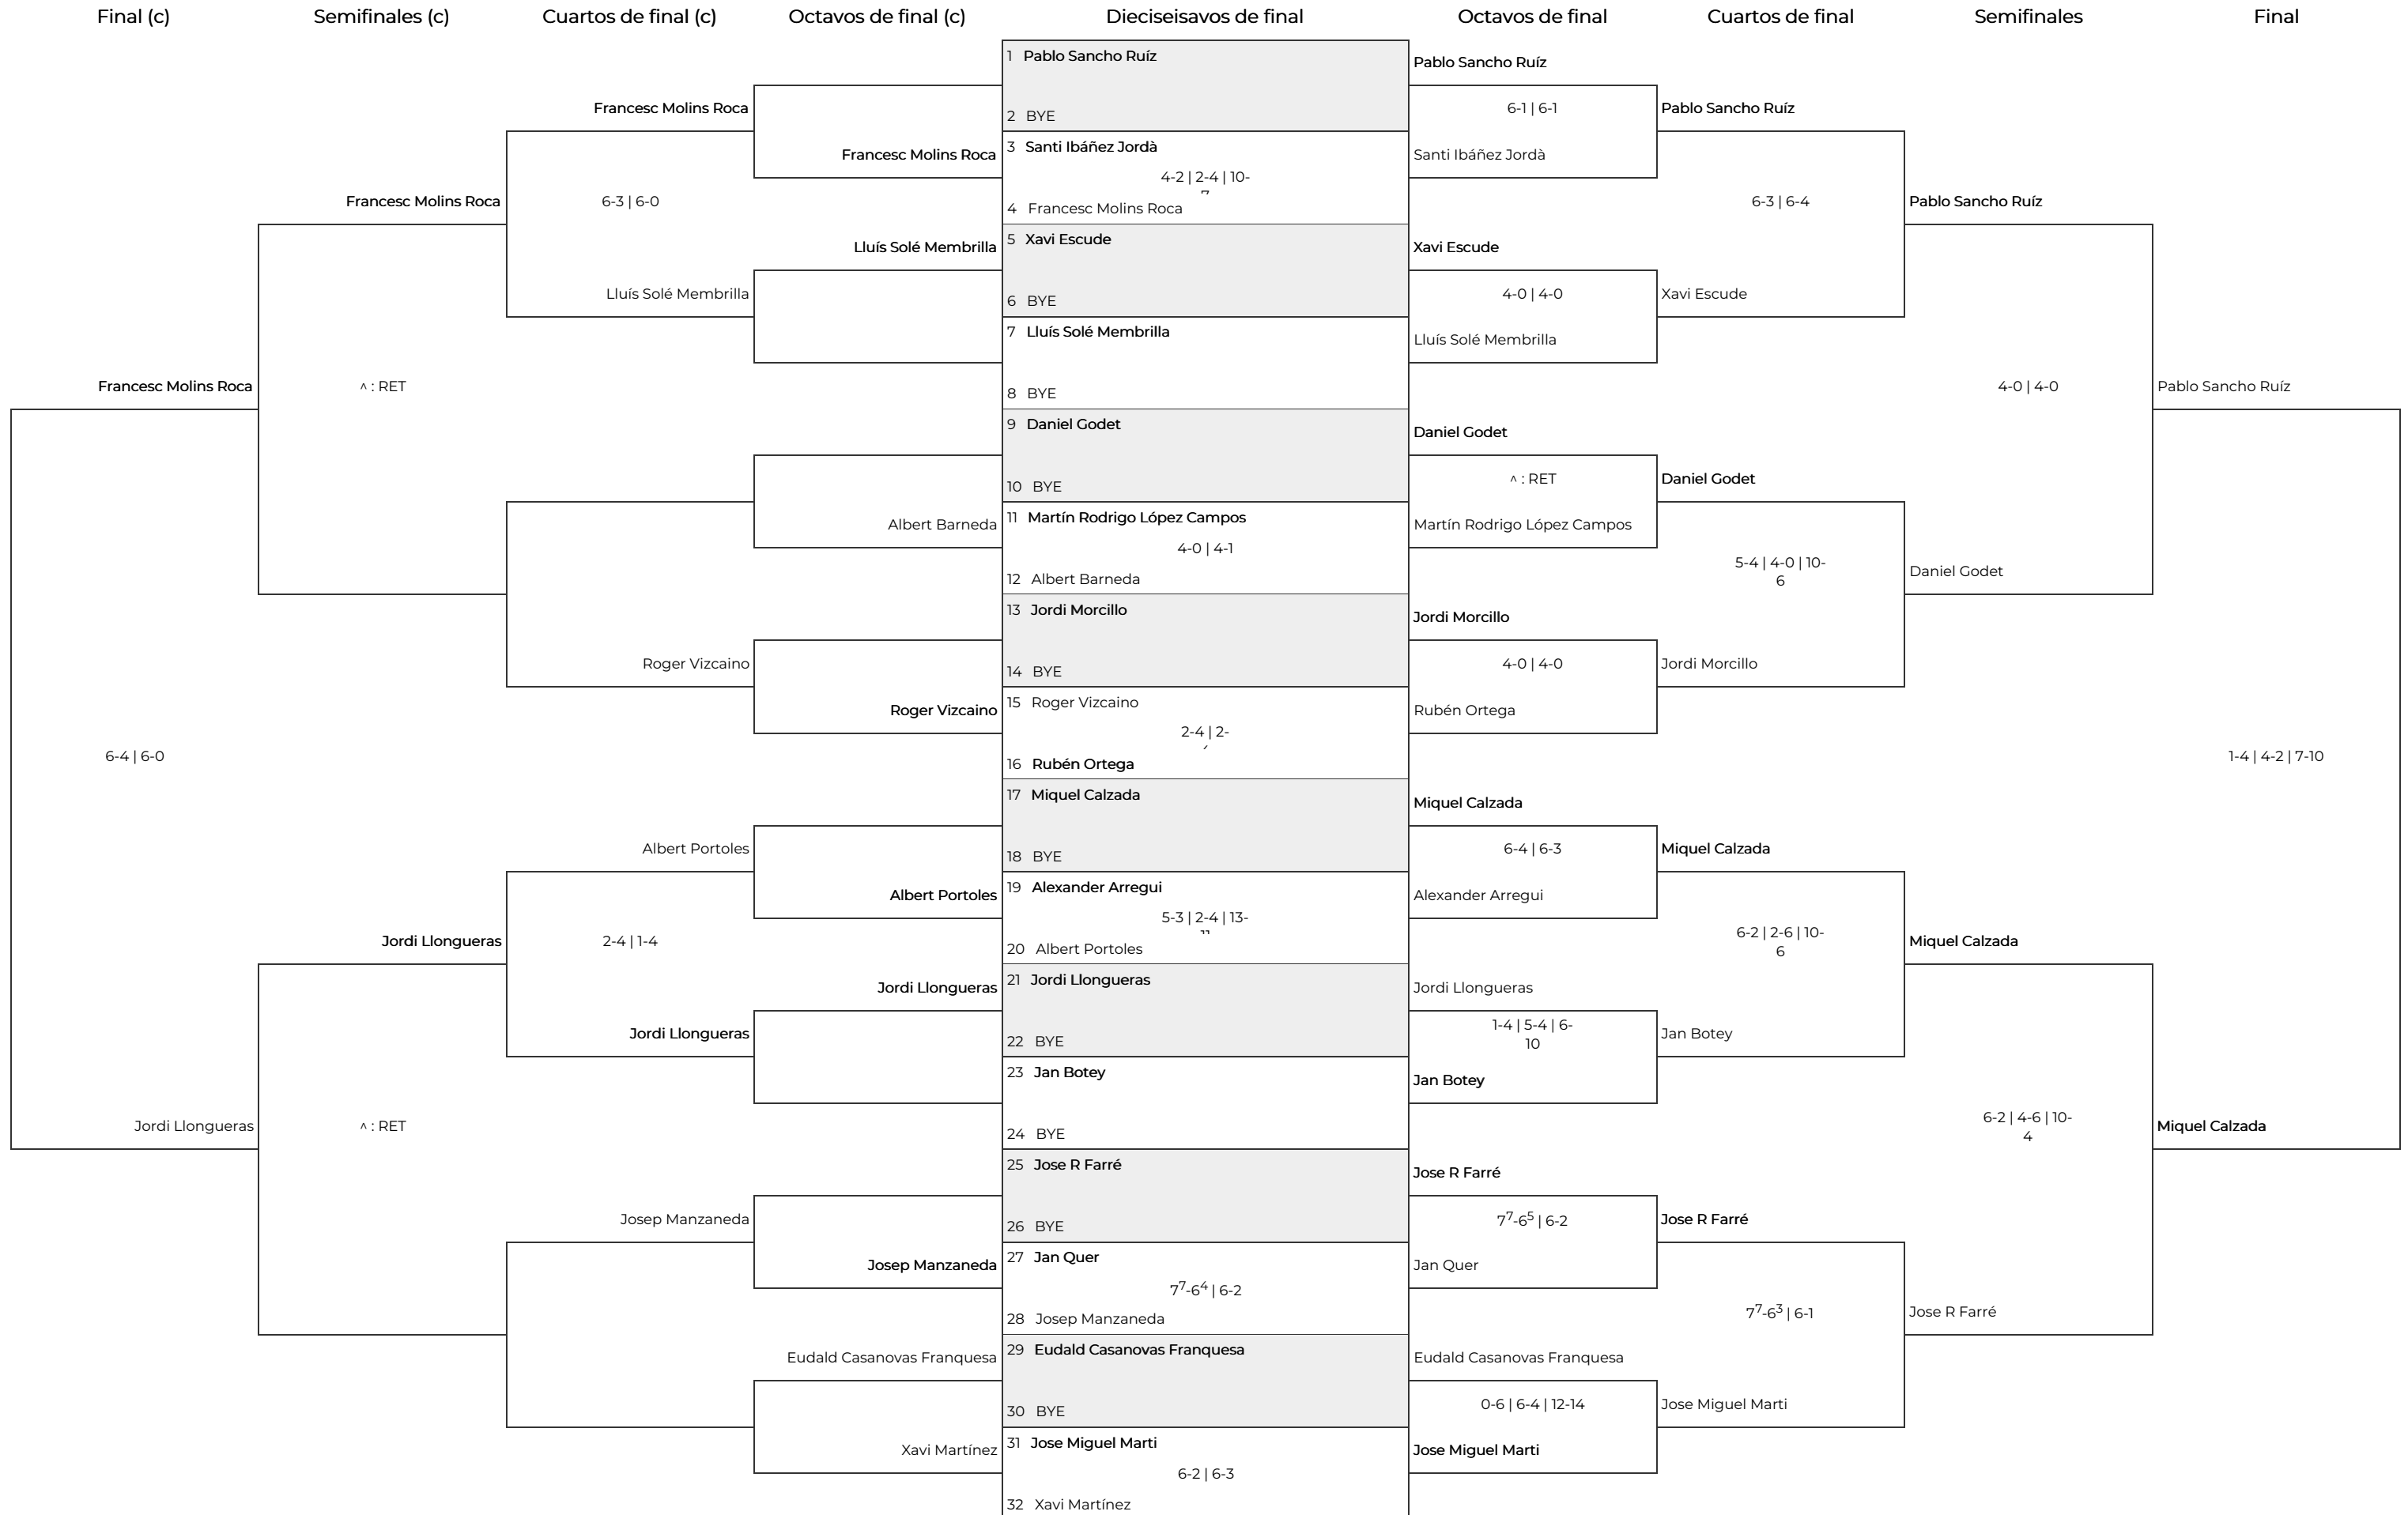 Final (c)
Semifinales (c)
Cuartos de final (c)
Octavos de final (c)
Dieciseisavos de final
Octavos de final
Cuartos de final
Semifinales
Final
Francesc Molins Roca
6-4 | 6-0
Jordi Llongueras
Francesc Molins Roca
^ : RET
Jordi Llongueras
^ : RET
Francesc Molins Roca
6-3 | 6-0
Lluís Solé Membrilla
Roger Vizcaino
Albert Portoles
2-4 | 1-4
Jordi Llongueras
Josep Manzaneda
Francesc Molins Roca
Lluís Solé Membrilla
Albert Barneda
Roger Vizcaino
Albert Portoles
Jordi Llongueras
Josep Manzaneda
Eudald Casanovas Franquesa
Xavi Martínez
1 Pablo Sancho Ruíz
2 BYE
3 Santi Ibáñez Jordà
4-2 | 2-4 | 10-
4 Francesc Molins Roca
5 Xavi Escude
6 BYE
7 Lluís Solé Membrilla
8 BYE
9 Daniel Godet
10 BYE
11 Martín Rodrigo López Campos
4-0 | 4-1
12 Albert Barneda
13 Jordi Morcillo
14 BYE
15 Roger Vizcaino
2-4 | 2-
16 Rubén Ortega
17 Miquel Calzada
18 BYE
19 Alexander Arregui
5-3 | 2-4 | 13-
20 Albert Portoles
21 Jordi Llongueras
22 BYE
23 Jan Botey
24 BYE
25 Jose R Farré
26 BYE
27 Jan Quer
7⁷-6⁴ | 6-2
28 Josep Manzaneda
29 Eudald Casanovas Franquesa
30 BYE
31 Jose Miguel Marti
6-2 | 6-3
32 Xavi Martínez
Pablo Sancho Ruíz
6-1 | 6-1
Santi Ibáñez Jordà
Xavi Escude
4-0 | 4-0
Lluís Solé Membrilla
Daniel Godet
^ : RET
Martín Rodrigo López Campos
Jordi Morcillo
4-0 | 4-0
Rubén Ortega
Miquel Calzada
6-4 | 6-3
Alexander Arregui
Jordi Llongueras
1-4 | 5-4 | 6-
10
Jan Botey
Jose R Farré
7⁷-6⁵ | 6-2
Jan Quer
Eudald Casanovas Franquesa
0-6 | 6-4 | 12-14
Jose Miguel Marti
Pablo Sancho Ruíz
6-3 | 6-4
Xavi Escude
Daniel Godet
5-4 | 4-0 | 10-
6
Jordi Morcillo
Miquel Calzada
6-2 | 2-6 | 10-
6
Jan Botey
Jose R Farré
7⁷-6³ | 6-1
Jose Miguel Marti
Pablo Sancho Ruíz
4-0 | 4-0
Daniel Godet
Miquel Calzada
6-2 | 4-6 | 10-
4
Jose R Farré
Pablo Sancho Ruíz
1-4 | 4-2 | 7-10
Miquel Calzada